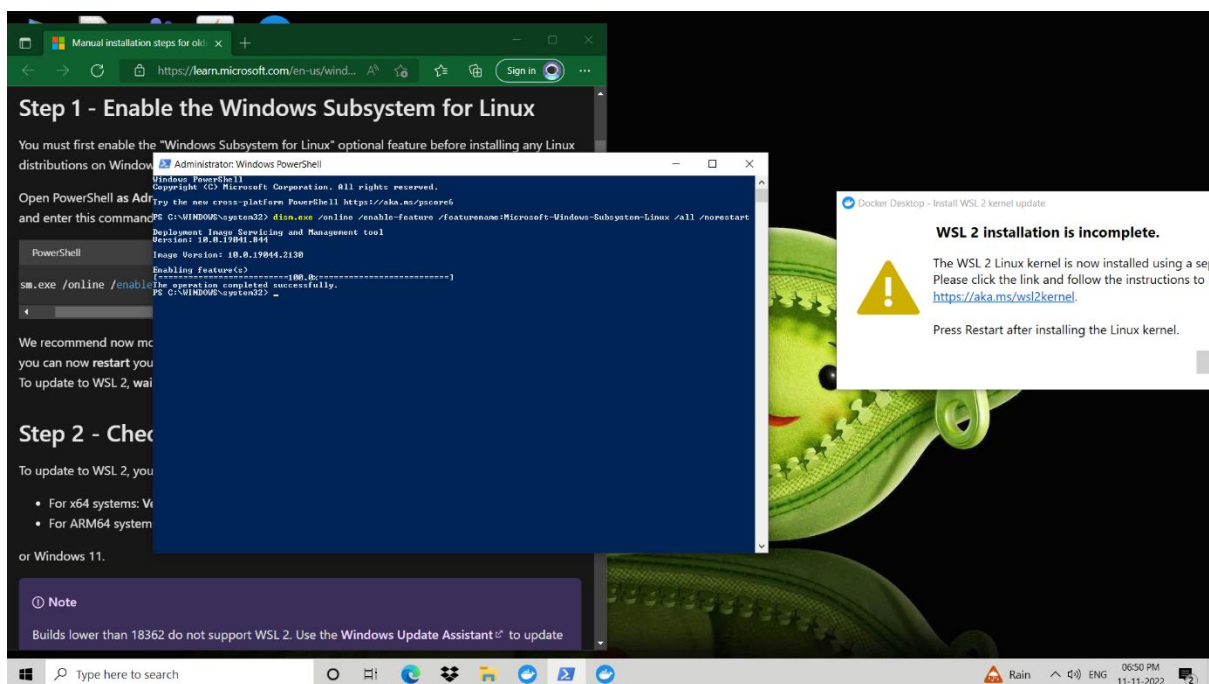 Manual installation steps for old
https://learn.microsoft.com/en-us/wind...
Sign in
Step 1 - Enable the Windows Subsystem for Linux
You must first enable the "Windows Subsystem for Linux" optional feature before installing any Linux
distributions on Window
Open PowerShell as Adr
and enter this command
PowerShell
sm.exe /online /enable
We recommend now mo
you can now restart you
To update to WSL 2, wai
Step 2 - Chec
To update to WSL 2, you
• For x64 systems: Ve
• For ARM64 system
or Windows 11.
Note
Builds lower than 18362 do not support WSL 2. Use the Windows Update Assistant to update
Administrator: Windows PowerShell
Windows PowerShell
Copyright (C) Microsoft Corporation. All rights reserved.
Try the new cross-platform PowerShell https://aka.ms/pscore6
PS C:\WINDOWS\system32> dism.exe /online /enable-feature /featurename:Microsoft-Windows-Subsystem-Linux /all /norestart
Deployment Image Servicing and Management tool
Version: 10.0.19041.844
Image Version: 10.0.19044.2130
Enabling feature(s)
[===========================100.0%==========================]
The operation completed successfully.
PS C:\WINDOWS\system32> _
Docker Desktop - Install WSL 2 kernel update
WSL 2 installation is incomplete.
The WSL 2 Linux kernel is now installed using a se
Please click the link and follow the instructions to
https://aka.ms/wsl2kernel.
Press Restart after installing the Linux kernel.
Type here to search
Rain
ENG
06:50 PM
11-11-2022
2